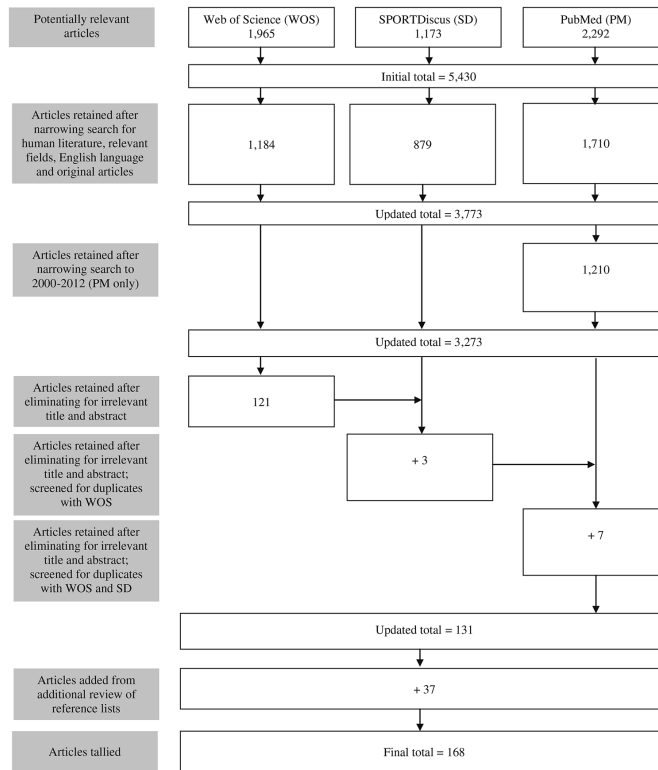 Potentially relevant
articles
Web of Science (WOS)
1,965
SPORTDiscus (SD)
1,173
PubMed (PM)
2,292
Initial total = 5,430
Articles retained after
narrowing search for
human literature, relevant
fields, English language
and original articles
1,184
879
1,710
Updated total = 3,773
Articles retained after
narrowing search to
2000-2012 (PM only)
1,210
Updated total = 3,273
Articles retained after
eliminating for irrelevant
title and abstract
121
Articles retained after
eliminating for irrelevant
title and abstract;
screened for duplicates
with WOS
+ 3
Articles retained after
eliminating for irrelevant
title and abstract;
screened for duplicates
with WOS and SD
+ 7
Updated total = 131
Articles added from
additional review of
reference lists
+ 37
Articles tallied
Final total = 168